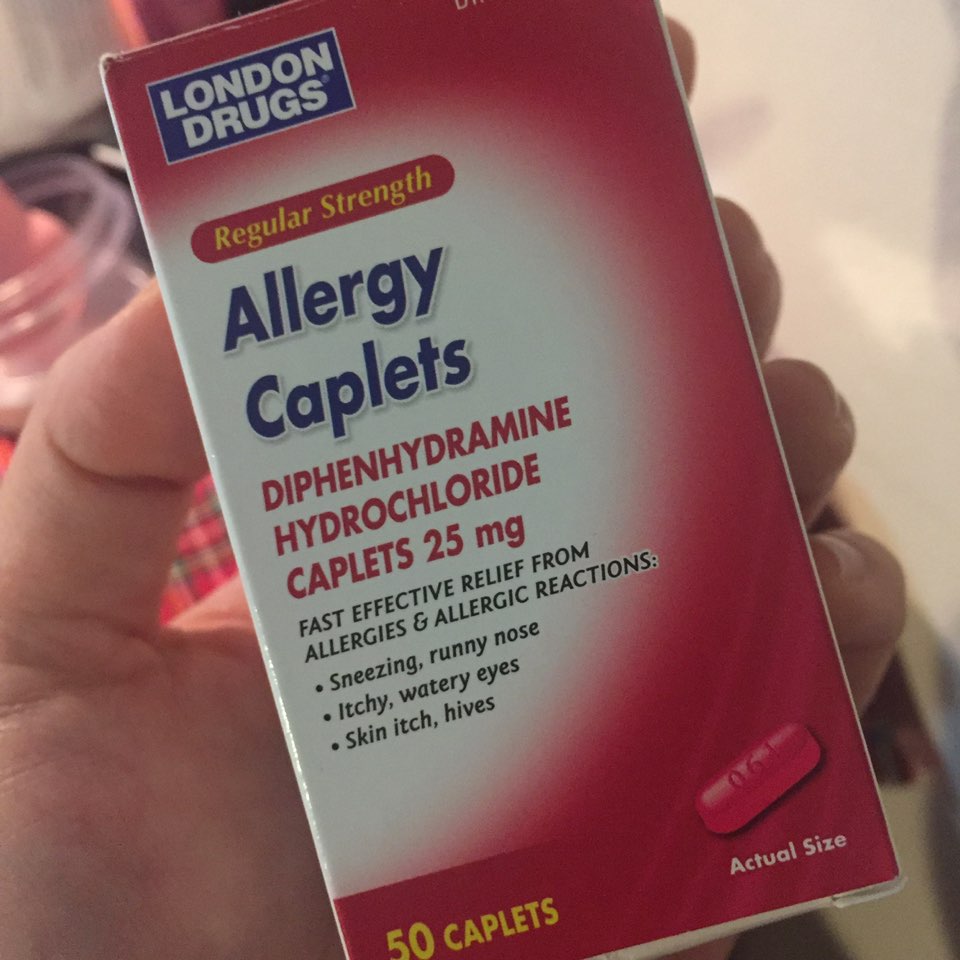 LONDON
DRUGS®
Regular Strength
Allergy
Caplets
DIPHENHYDRAMINE
HYDROCHLORIDE
CAPLETS 25 mg
FAST EFFECTIVE RELIEF FROM
ALLERGIES & ALLERGIC REACTIONS:
• Sneezing, runny nose
• Itchy, watery eyes
• Skin itch, hives
Actual Size
50 CAPLETS